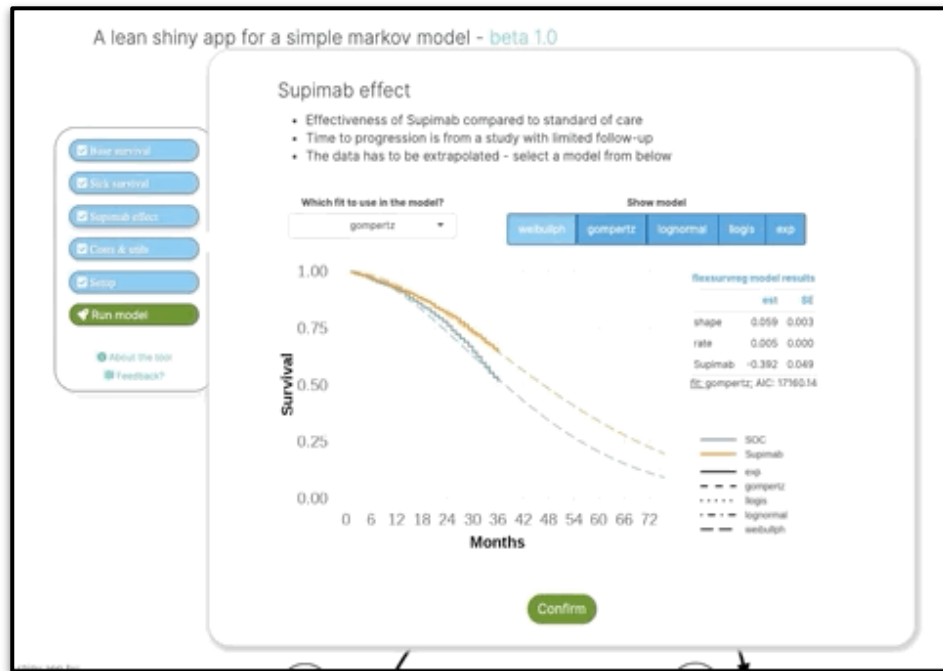 A lean shiny app for a simple markov model - beta 1.0
Supimab effect
• Effectiveness of Supimab compared to standard of care
• Time to progression is from a study with limited follow-up
• The data has to be extrapolated - select a model from below
Base survival
Sick survival
Supimab effect
Costs & utils
Setup
Run model
About the tool
Feedback?
Which fit to use in the model?
gompertz
Show model
weibullph gompertz lognormal llogis exp
1.00
0.75
0.50
0.25
0.00
Survival
0 6 12 18 24 30 36 42 48 54 60 66 72
Months
flexsurvreg model results
est SE
shape 0.059 0.003
rate 0.005 0.000
Supimab -0.392 0.049
fit: gompertz; AIC: 17160.14
SOC
Supimab
exp
gompertz
llogis
lognormal
weibullph
Confirm